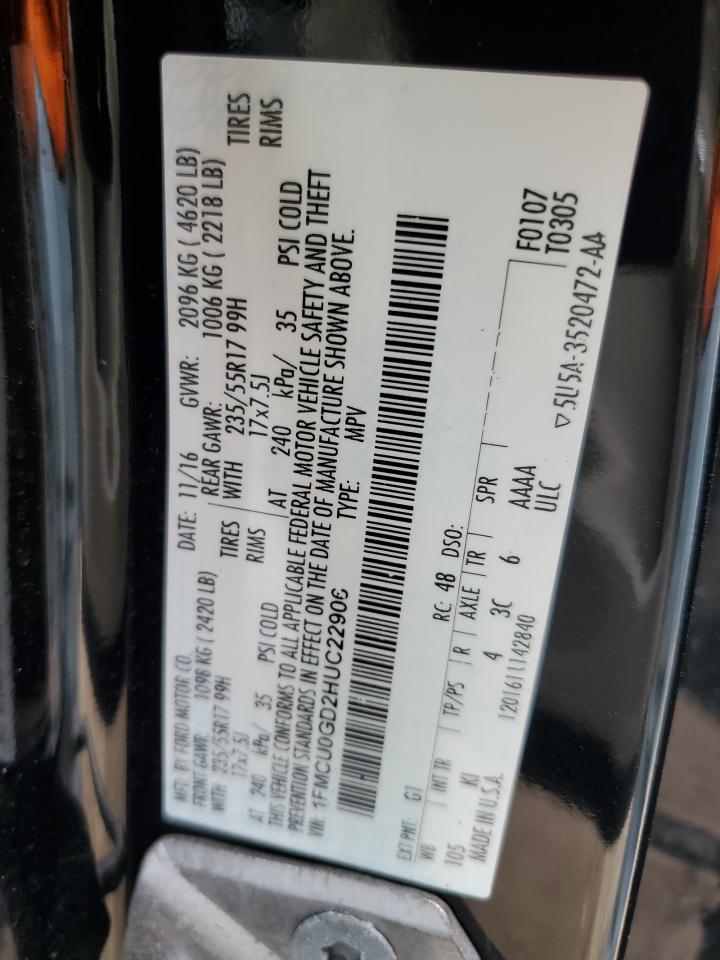 MFD. BY FORD MOTOR CO. DATE: 11/16 GVWR: 2096 KG ( 4620 LB)
FRONT GAWR: 1098 KG ( 2420 LB) REAR GAWR: 1006 KG ( 2218 LB)
WITH 235/55R17 99H TIRES WITH 235/55R17 99H TIRES
17x7.5J RIMS 17x7.5J RIMS
AT 240 kPa/ 35 PSI COLD AT 240 kPa/ 35 PSI COLD
THIS VEHICLE CONFORMS TO ALL APPLICABLE FEDERAL MOTOR VEHICLE SAFETY AND THEFT
PREVENTION STANDARDS IN EFFECT ON THE DATE OF MANUFACTURE SHOWN ABOVE.
VIN: 1FMCU0GD2HUC22906 TYPE: MPV
EXT PNT: G1 RC: 48 DSO:
WB INT TR TP/PS R AXLE TR SPR F0107
105 KI 4 3C 6 AAAA T0305
MADE IN U.S.A. ULC
1201611142840 ▽5U5A-3520472-AA